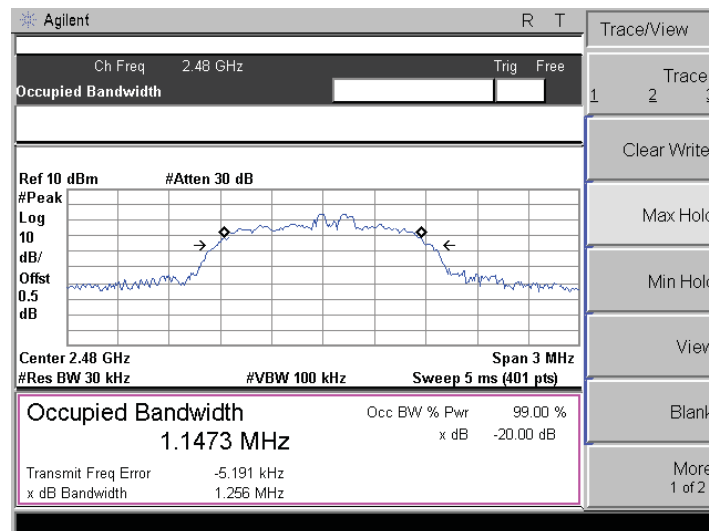 Agilent R T
Trace/View
Ch Freq 2.48 GHz Trig Free
Occupied Bandwidth
Trace
1 2
Clear Write
Max Hold
Min Hold
View
Blank
More
1 of 2
Ref 10 dBm #Atten 30 dB
#Peak
Log
10
dB/
Offst
0.5
dB
Center 2.48 GHz Span 3 MHz
#Res BW 30 kHz #VBW 100 kHz Sweep 5 ms (401 pts)
Occupied Bandwidth Occ BW % Pwr 99.00 %
1.1473 MHz x dB -20.00 dB
Transmit Freq Error -5.191 kHz
x dB Bandwidth 1.256 MHz